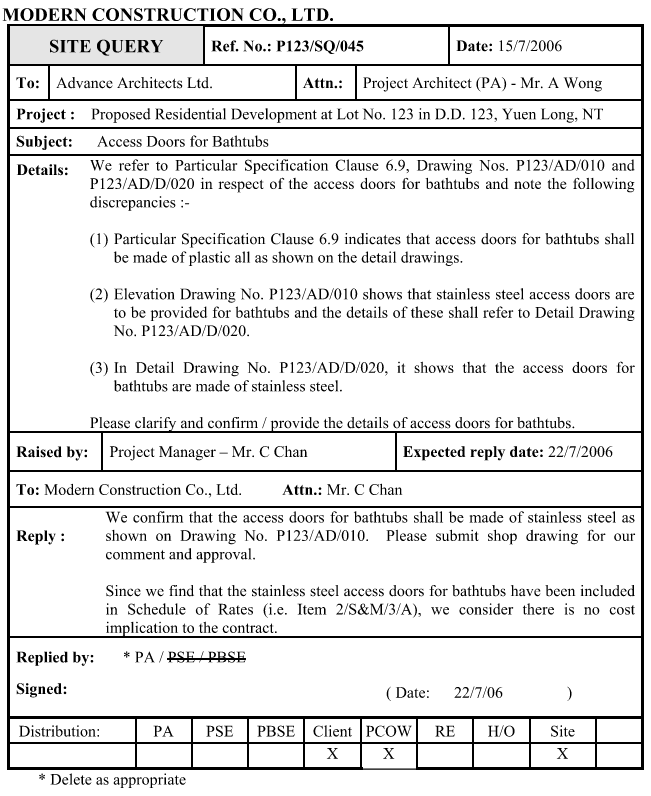 MODERN CONSTRUCTION CO., LTD.
SITE QUERY Ref. No.: P123/SQ/045 Date: 15/7/2006
To: Advance Architects Ltd. Attn.: Project Architect (PA) - Mr. A Wong
Project : Proposed Residential Development at Lot No. 123 in D.D. 123, Yuen Long, NT
Subject: Access Doors for Bathtubs
Details: We refer to Particular Specification Clause 6.9, Drawing Nos. P123/AD/010 and
P123/AD/D/020 in respect of the access doors for bathtubs and note the following
discrepancies :-
(1) Particular Specification Clause 6.9 indicates that access doors for bathtubs shall
be made of plastic all as shown on the detail drawings.
(2) Elevation Drawing No. P123/AD/010 shows that stainless steel access doors are
to be provided for bathtubs and the details of these shall refer to Detail Drawing
No. P123/AD/D/020.
(3) In Detail Drawing No. P123/AD/D/020, it shows that the access doors for
bathtubs are made of stainless steel.
Please clarify and confirm / provide the details of access doors for bathtubs.
Raised by: Project Manager – Mr. C Chan Expected reply date: 22/7/2006
To: Modern Construction Co., Ltd. Attn.: Mr. C Chan
We confirm that the access doors for bathtubs shall be made of stainless steel as
Reply : shown on Drawing No. P123/AD/010. Please submit shop drawing for our
comment and approval.
Since we find that the stainless steel access doors for bathtubs have been included
in Schedule of Rates (i.e. Item 2/S&M/3/A), we consider there is no cost
implication to the contract.
Replied by: * PA / PSE / PBSE
Signed: ( Date: 22/7/06 )
Distribution: PA PSE PBSE Client PCOW RE H/O Site
X X X
* Delete as appropriate